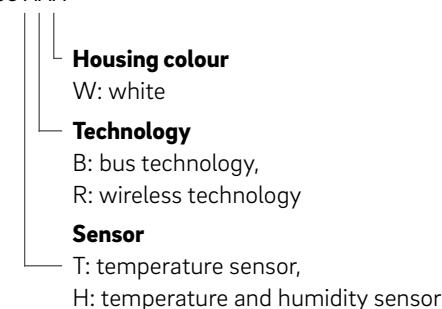 Housing colour
W: white
Technology
B: bus technology,
R: wireless technology
Sensor
T: temperature sensor,
H: temperature and humidity sensor